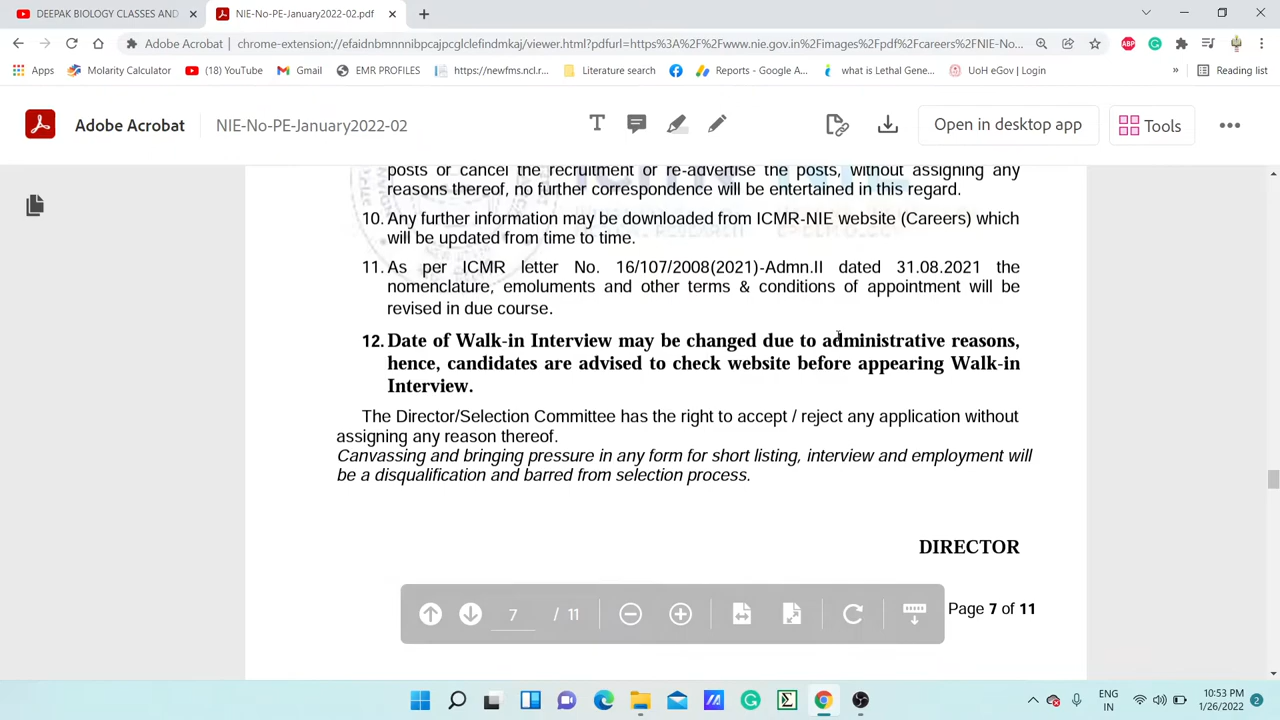 DEEPAK BIOLOGY CLASSES AND
NIE-No-PE-January2022-02.pdf
Adobe Acrobat | chrome-extension://efaidnbmnnnibpcajpcglclefindmkaj/viewer.html?pdfurl=https%3A%2F%2Fwww.nie.gov.in%2Fimages%2Fpdf%2Fcareers%2FNIE-No...
Apps Molarity Calculator (18) YouTube Gmail EMR PROFILES https://newfms.ncl.r... Literature search Reports - Google A... what is Lethal Gene... UoH eGov | Login » Reading list
Adobe Acrobat NIE-No-PE-January2022-02 Open in desktop app Tools
posts or cancel the recruitment or re-advertise the posts, without assigning any
reasons thereof, no further correspondence will be entertained in this regard.
10. Any further information may be downloaded from ICMR-NIE website (Careers) which
will be updated from time to time.
11. As per ICMR letter No. 16/107/2008(2021)-Admn.II dated 31.08.2021 the
nomenclature, emoluments and other terms & conditions of appointment will be
revised in due course.
12. Date of Walk-in Interview may be changed due to administrative reasons,
hence, candidates are advised to check website before appearing Walk-in
Interview.
The Director/Selection Committee has the right to accept / reject any application without
assigning any reason thereof.
Canvassing and bringing pressure in any form for short listing, interview and employment will
be a disqualification and barred from selection process.
DIRECTOR
7 / 11
Page 7 of 11
ENG
IN
10:53 PM
1/26/2022
2